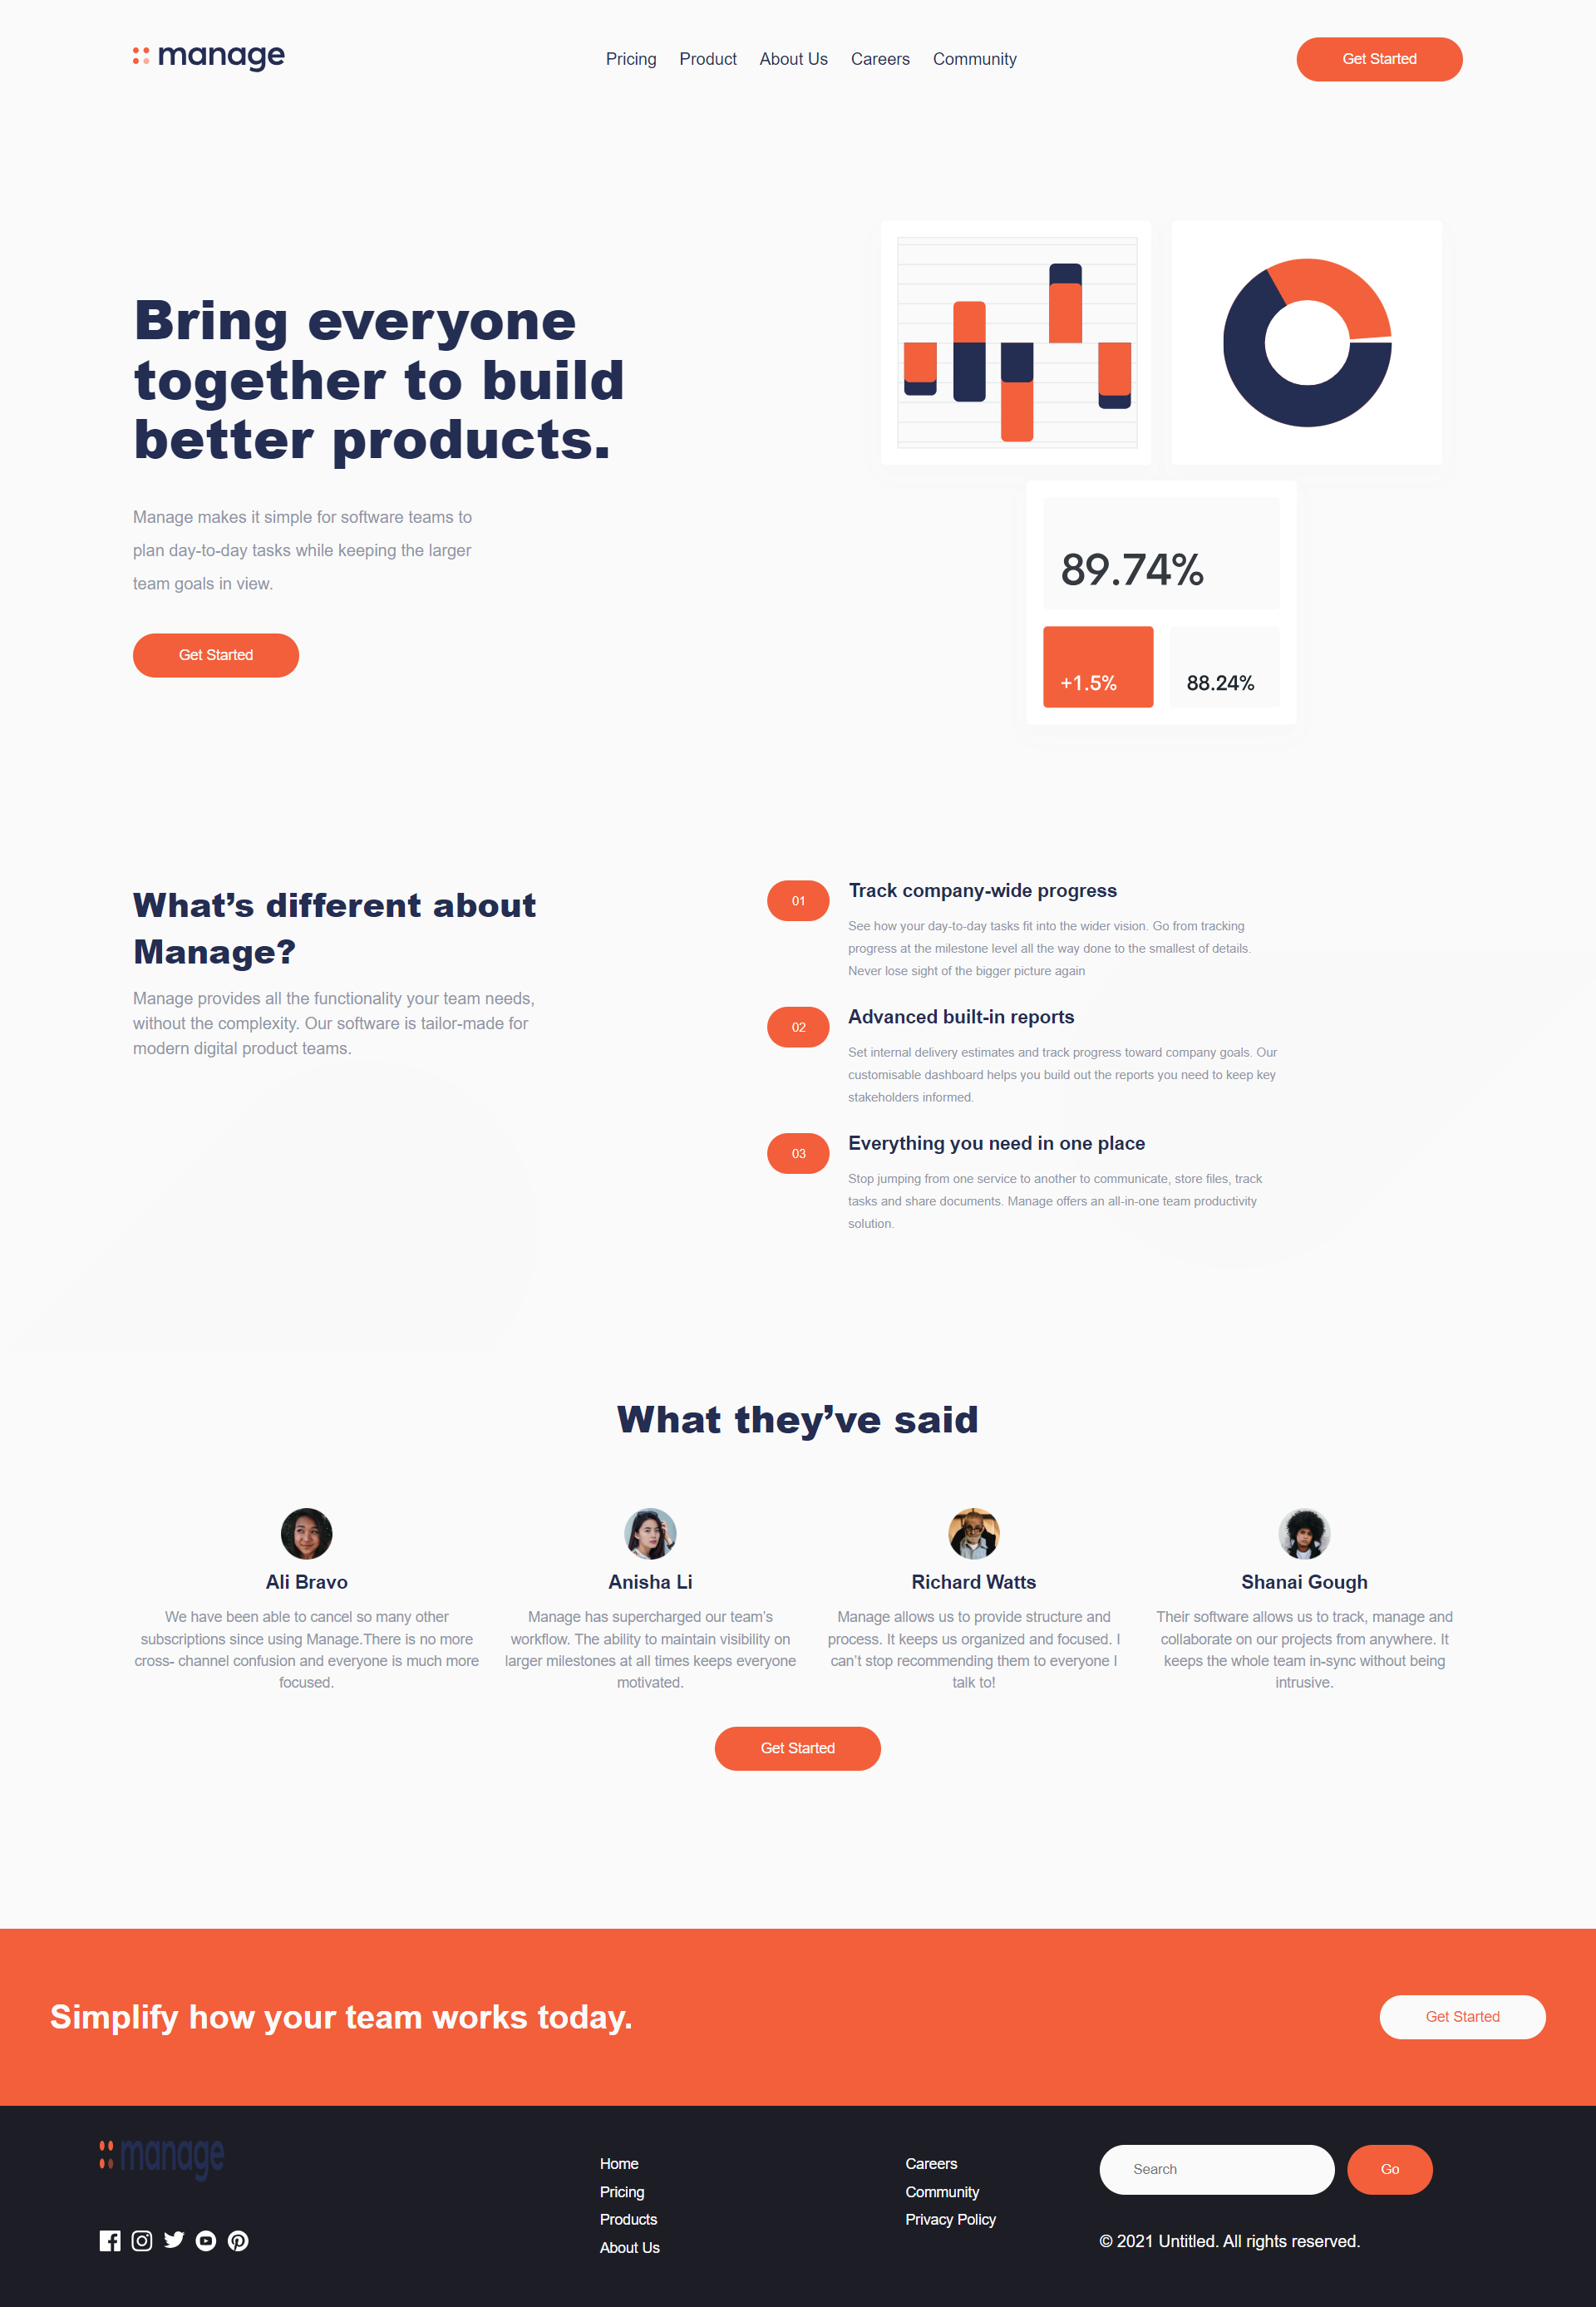 manage
Pricing Product About Us Careers Community
Get Started
Bring everyone
together to build
better products.
Manage makes it simple for software teams to
plan day-to-day tasks while keeping the larger
team goals in view.
Get Started
89.74%
+1.5%
88.24%
What’s different about
Manage?
Manage provides all the functionality your team needs,
without the complexity. Our software is tailor-made for
modern digital product teams.
01
Track company-wide progress
See how your day-to-day tasks fit into the wider vision. Go from tracking
progress at the milestone level all the way done to the smallest of details.
Never lose sight of the bigger picture again
02
Advanced built-in reports
Set internal delivery estimates and track progress toward company goals. Our
customisable dashboard helps you build out the reports you need to keep key
stakeholders informed.
03
Everything you need in one place
Stop jumping from one service to another to communicate, store files, track
tasks and share documents. Manage offers an all-in-one team productivity
solution.
What they’ve said
Ali Bravo
We have been able to cancel so many other
subscriptions since using Manage.There is no more
cross- channel confusion and everyone is much more
focused.
Anisha Li
Manage has supercharged our team’s
workflow. The ability to maintain visibility on
larger milestones at all times keeps everyone
motivated.
Richard Watts
Manage allows us to provide structure and
process. It keeps us organized and focused. I
can’t stop recommending them to everyone I
talk to!
Shanai Gough
Their software allows us to track, manage and
collaborate on our projects from anywhere. It
keeps the whole team in-sync without being
intrusive.
Get Started
Simplify how your team works today.
Get Started
manage
Home
Pricing
Products
About Us
Careers
Community
Privacy Policy
Search
Go
© 2021 Untitled. All rights reserved.